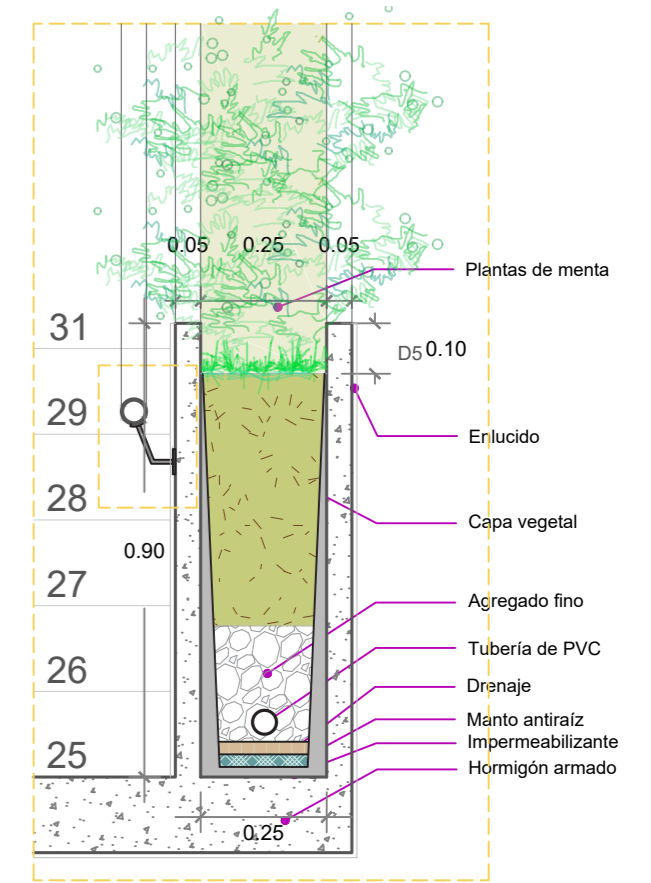 0.05 0.25 0.05
Plantas de menta
31
D5 0.10
29
Enlucido
28
Capa vegetal
0.90
27
Agregado fino
Tubería de PVC
26
Drenaje
Manto antiraíz
Impermeabilizante
25
Hormigón armado
0.25